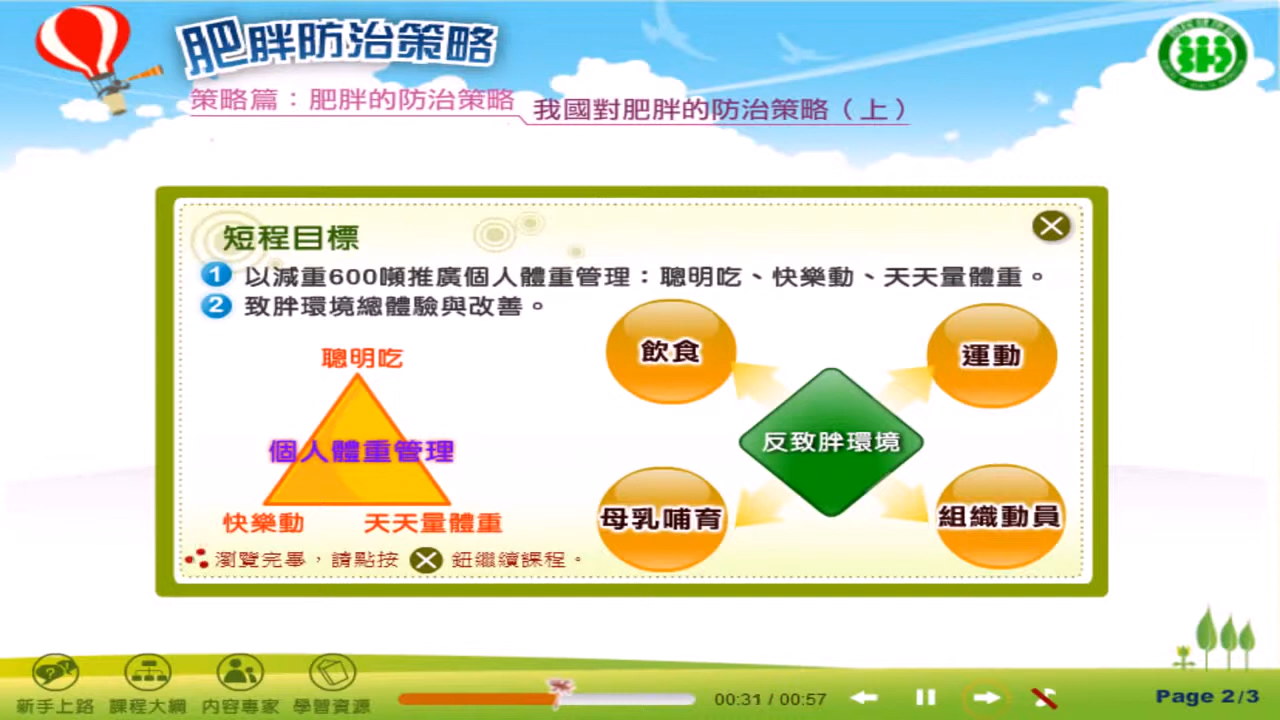 肥胖防治策略
策略篇：肥胖的防治策略
我國對肥胖的防治策略（上）
短程目標
1 以減重600噸推廣個人體重管理：聰明吃、快樂動、天天量體重。
2 致胖環境總體驗與改善。
聰明吃
個人體重管理
快樂動 天天量體重
飲食
運動
反致胖環境
母乳哺育
組織動員
瀏覽完畢，請點按 鈕繼續課程。
新手上路 課程大綱 內容專家 學習資源
00:31 / 00:57
Page 2/3